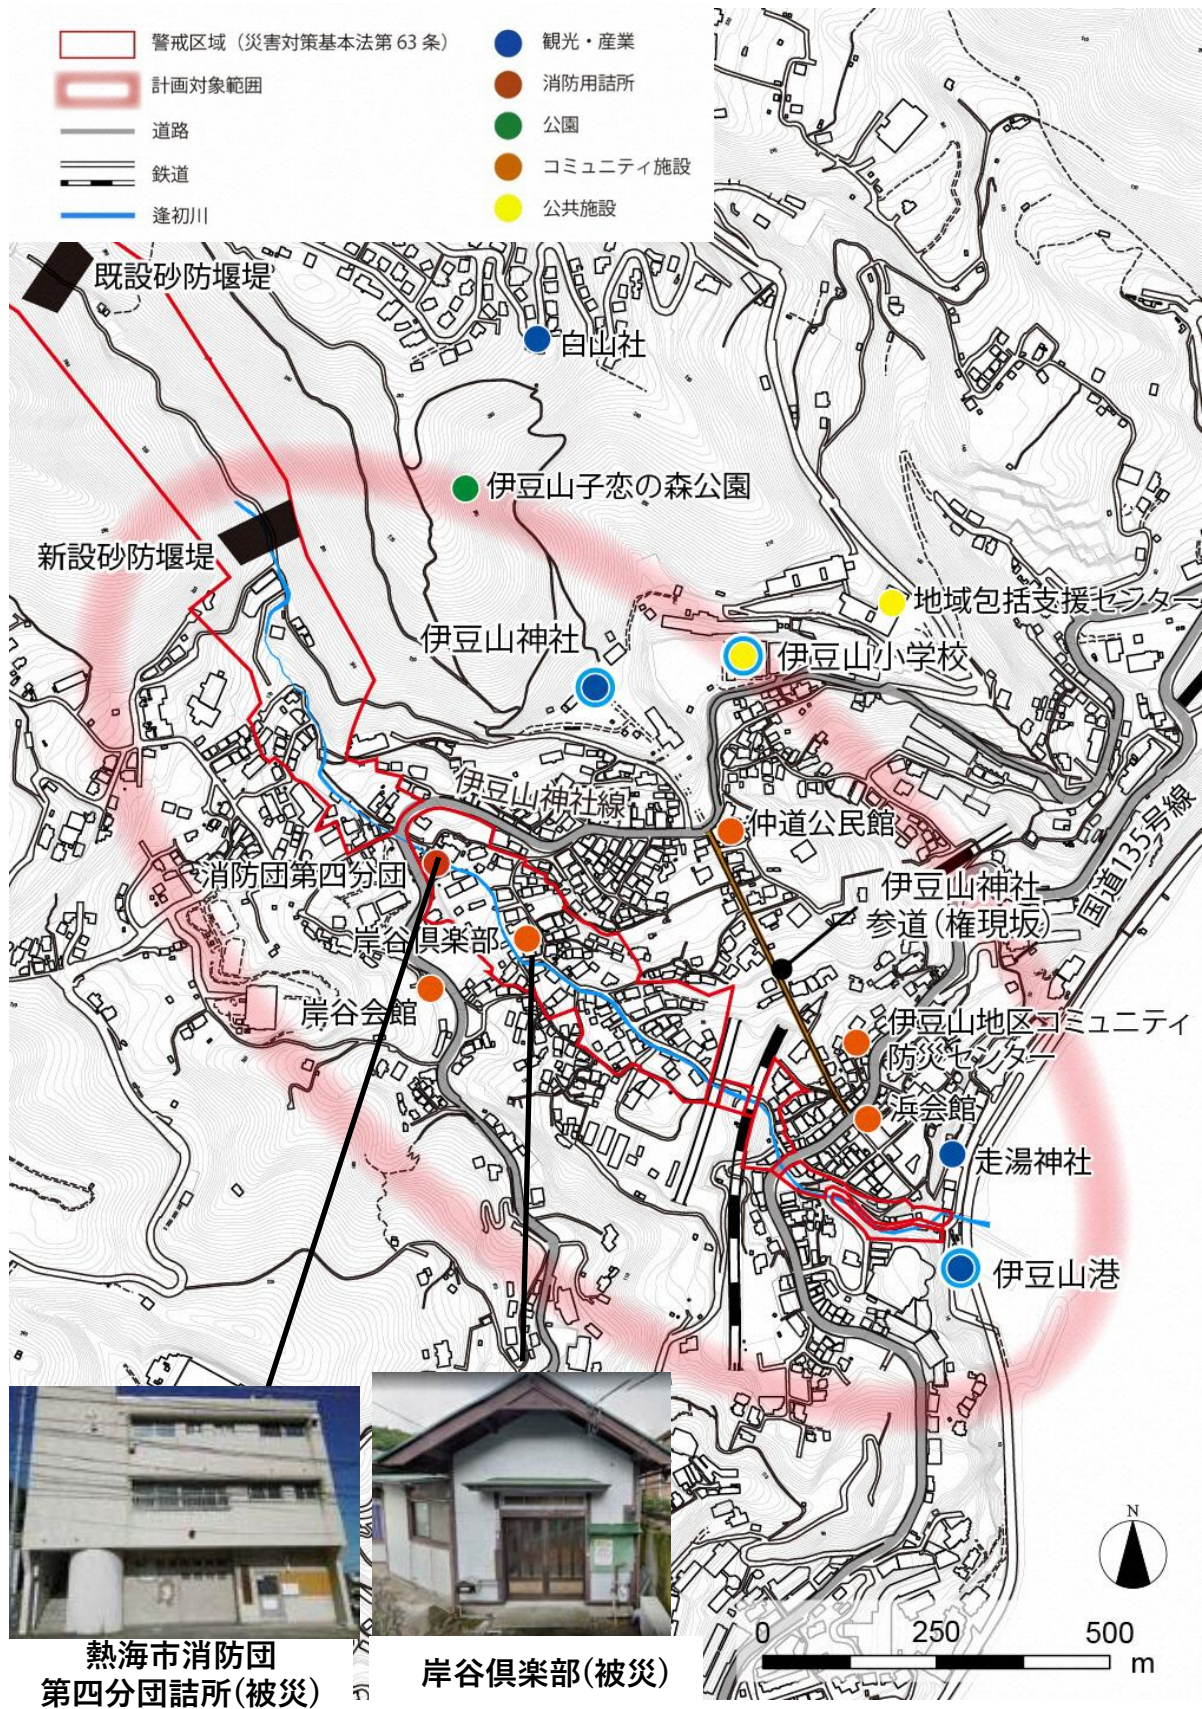 警戒区域（災害対策基本法第 63 条）
計画対象範囲
道路
鉄道
逢初川
観光・産業
消防用詰所
公園
コミュニティ施設
公共施設
既設砂防堰堤
白山社
伊豆山子恋の森公園
新設砂防堰堤
地域包括支援センター
伊豆山神社
伊豆山小学校
伊豆山神社線
国道135号線
仲道公民館
消防団第四分団
伊豆山神社
参道（権現坂）
岸谷倶楽部
岸谷会館
伊豆山地区コミュニティ
防災センター
浜会館
走湯神社
伊豆山港
N
0 250 500
m
熱海市消防団
第四分団詰所(被災)
岸谷倶楽部(被災)